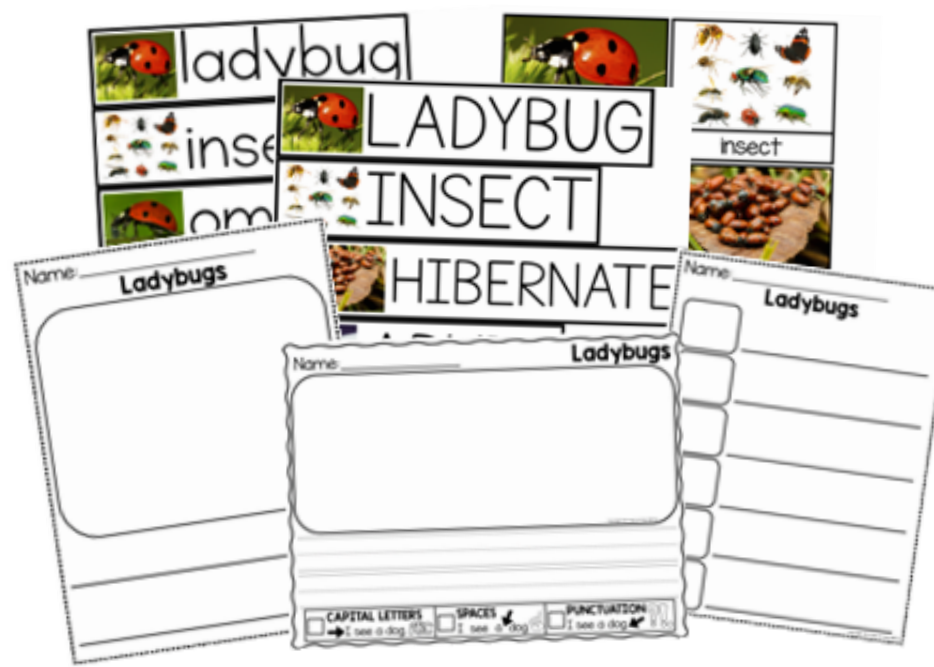 ladybug
insect
LADYBUG
INSECT
HIBERNATE
Name:
Ladybugs
Name:
Ladybugs
CAPITAL LETTERS
I see a dog
SPACES
I see a dog
PUNCTUATION
I see a dog
Name:
Ladybugs